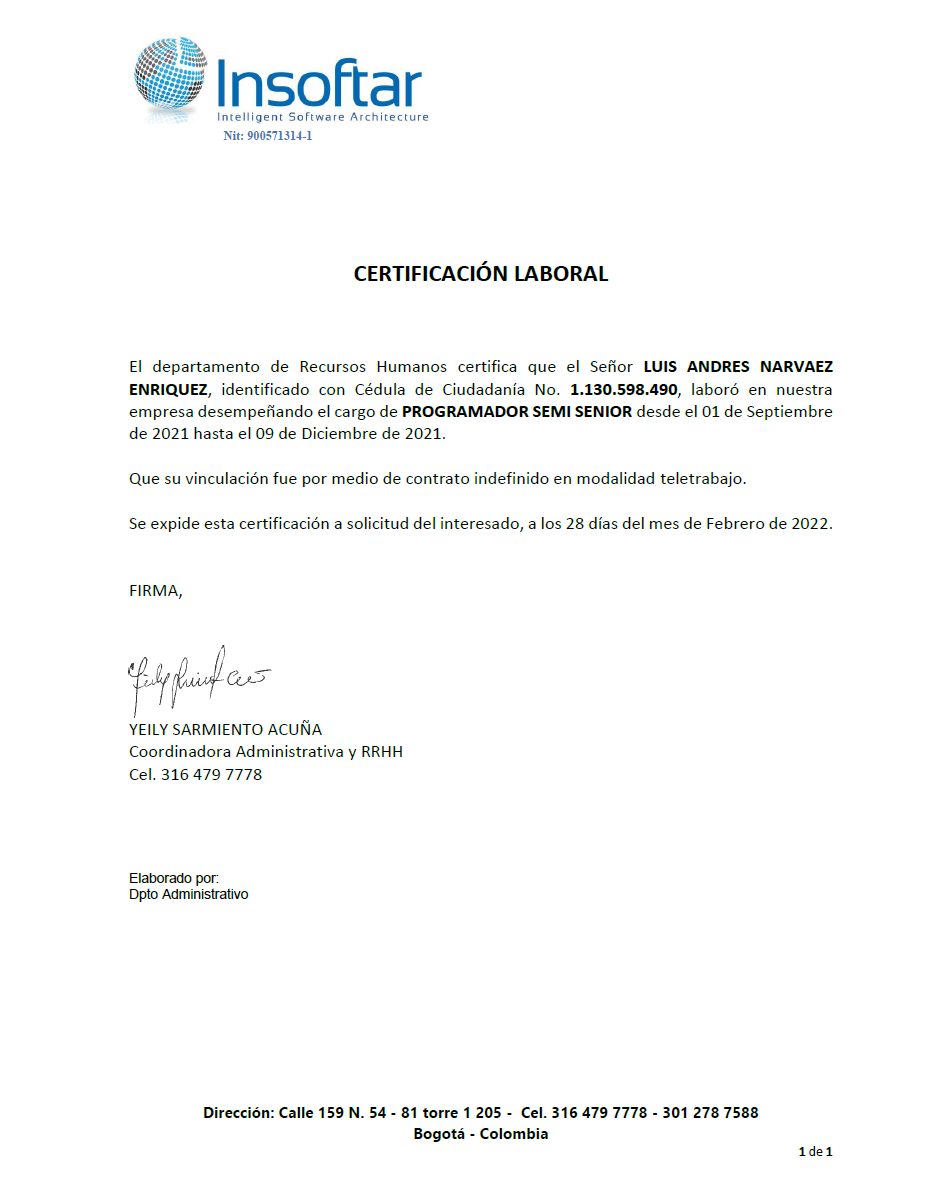 Insoftar
Intelligent Software Architecture
Nit: 900571314-1
CERTIFICACIÓN LABORAL
El departamento de Recursos Humanos certifica que el Señor LUIS ANDRES NARVAEZ
ENRIQUEZ, identificado con Cédula de Ciudadanía No. 1.130.598.490, laboró en nuestra
empresa desempeñando el cargo de PROGRAMADOR SEMI SENIOR desde el 01 de Septiembre
de 2021 hasta el 09 de Diciembre de 2021.
Que su vinculación fue por medio de contrato indefinido en modalidad teletrabajo.
Se expide esta certificación a solicitud del interesado, a los 28 días del mes de Febrero de 2022.
FIRMA,
YEILY SARMIENTO ACUÑA
Coordinadora Administrativa y RRHH
Cel. 316 479 7778
Elaborado por:
Dpto Administrativo
Dirección: Calle 159 N. 54 - 81 torre 1 205 - Cel. 316 479 7778 - 301 278 7588
Bogotá - Colombia
1 de 1